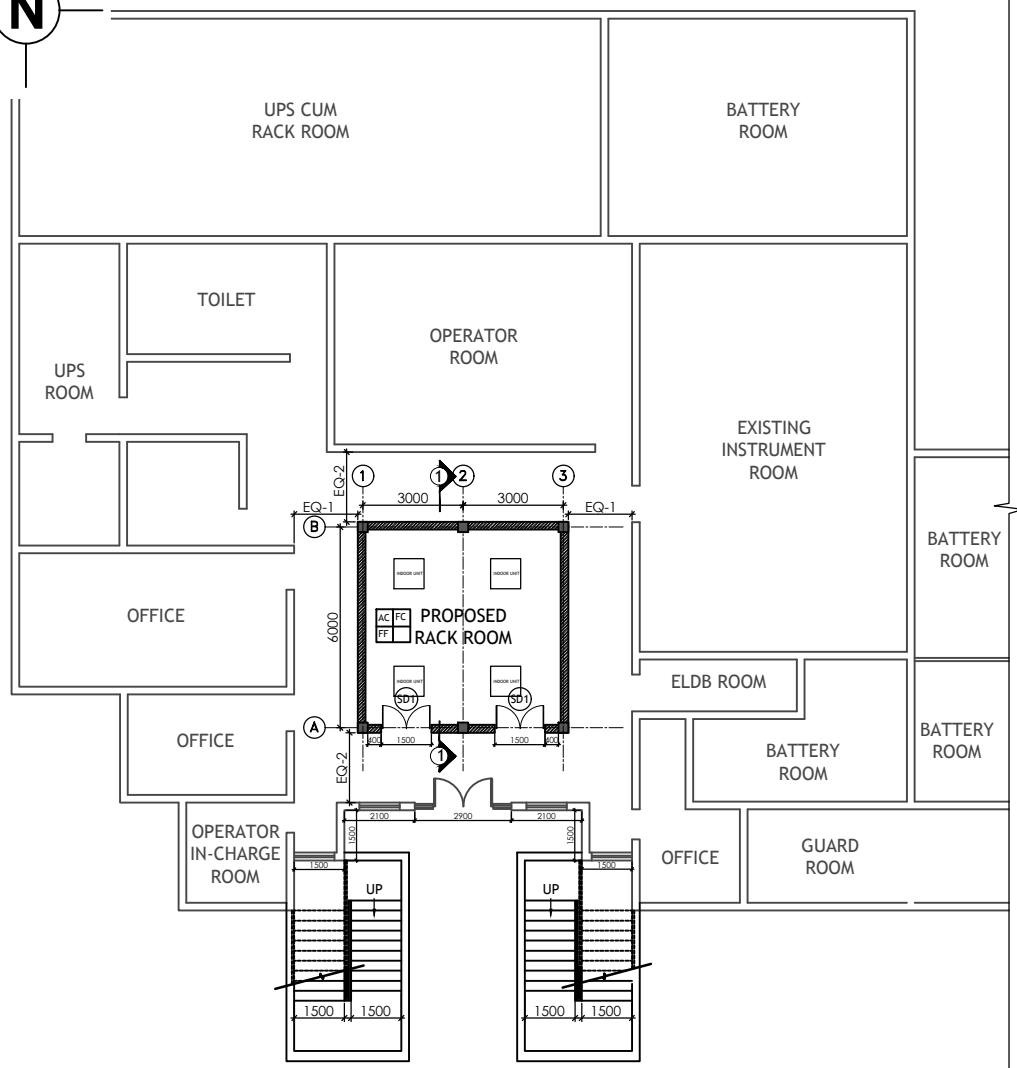 N
UPS CUM
RACK ROOM
BATTERY
ROOM
TOILET
OPERATOR
ROOM
UPS
ROOM
EXISTING
INSTRUMENT
ROOM
EQ-2
1
1
2
3
3000
3000
EQ-1
EQ-1
B
BATTERY
ROOM
INDOOR UNIT
INDOOR UNIT
OFFICE
6000
AC FC
FF
PROPOSED
RACK ROOM
INDOOR UNIT
INDOOR UNIT
SD1
SD1
ELDB ROOM
A
400
1500
1500
400
OFFICE
BATTERY
ROOM
BATTERY
ROOM
EQ-2
1
2100
2900
2100
1500
1500
OPERATOR
IN-CHARGE
ROOM
OFFICE
GUARD
ROOM
1500
1500
UP
UP
1500
1500
1500
1500